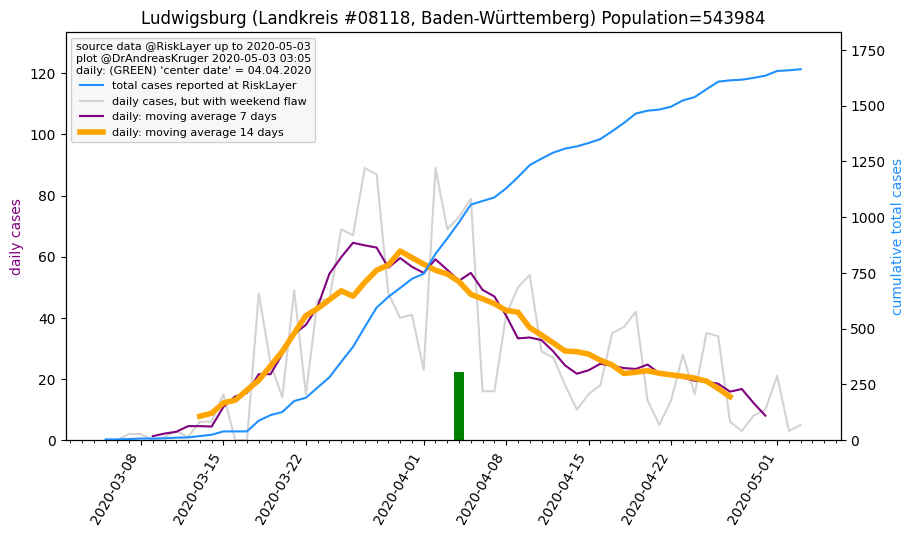 Ludwigsburg (Landkreis #08118, Baden-Württemberg) Population=543984
source data @RiskLayer up to 2020-05-03
plot @DrAndreasKruger 2020-05-03 03:05
daily: (GREEN) 'center date' = 04.04.2020
total cases reported at RiskLayer
daily cases, but with weekend flaw
daily: moving average 7 days
daily: moving average 14 days
daily cases
0
20
40
60
80
100
120
cumulative total cases
0
250
500
750
1000
1250
1500
1750
2020-03-08
2020-03-15
2020-03-22
2020-04-01
2020-04-08
2020-04-15
2020-04-22
2020-05-01